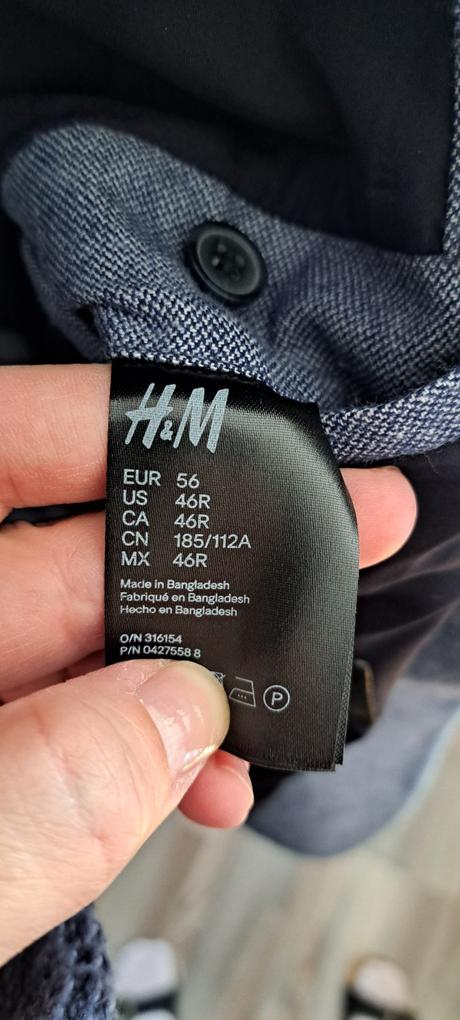 H&M
EUR 56
US 46R
CA 46R
CN 185/112A
MX 46R
Made in Bangladesh
Fabriqué en Bangladesh
Hecho en Bangladesh
O/N 316154
P/N 0427558 8
P